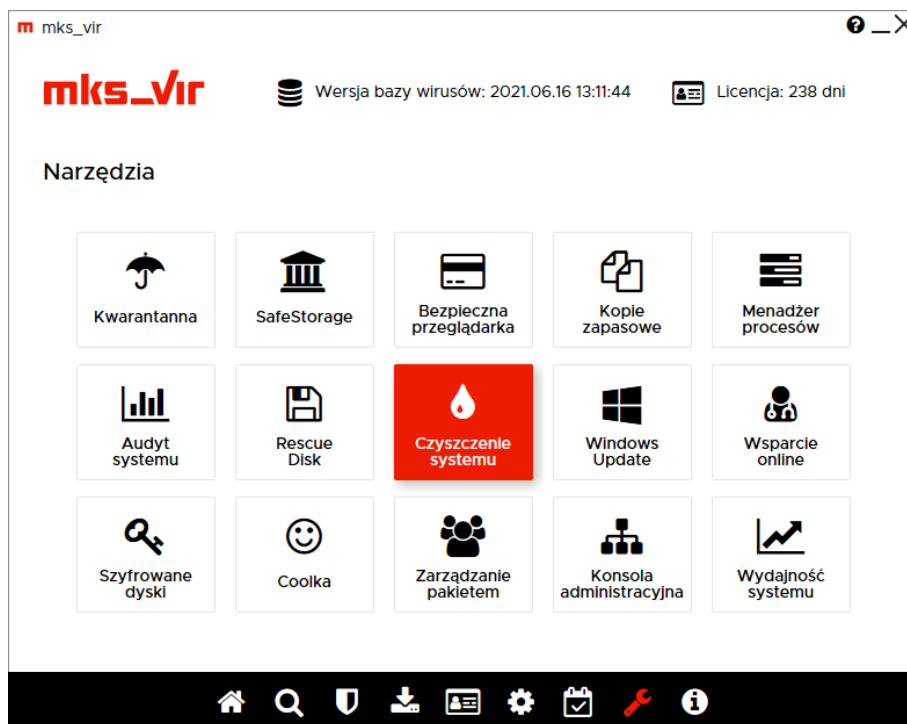 mks_vir
mks_vir
Wersja bazy wirusów: 2021.06.16 13:11:44
Licencja: 238 dni
Narzędzia
Kwarantanna
SafeStorage
Bezpieczna
przeglądarka
Kopie
zapasowe
Menadżer
procesów
Audyt
systemu
Rescue
Disk
Czyszczenie
systemu
Windows
Update
Wsparcie
online
Szyfrowane
dyski
Coolka
Zarządzanie
pakietem
Konsola
administracyjna
Wydajność
systemu